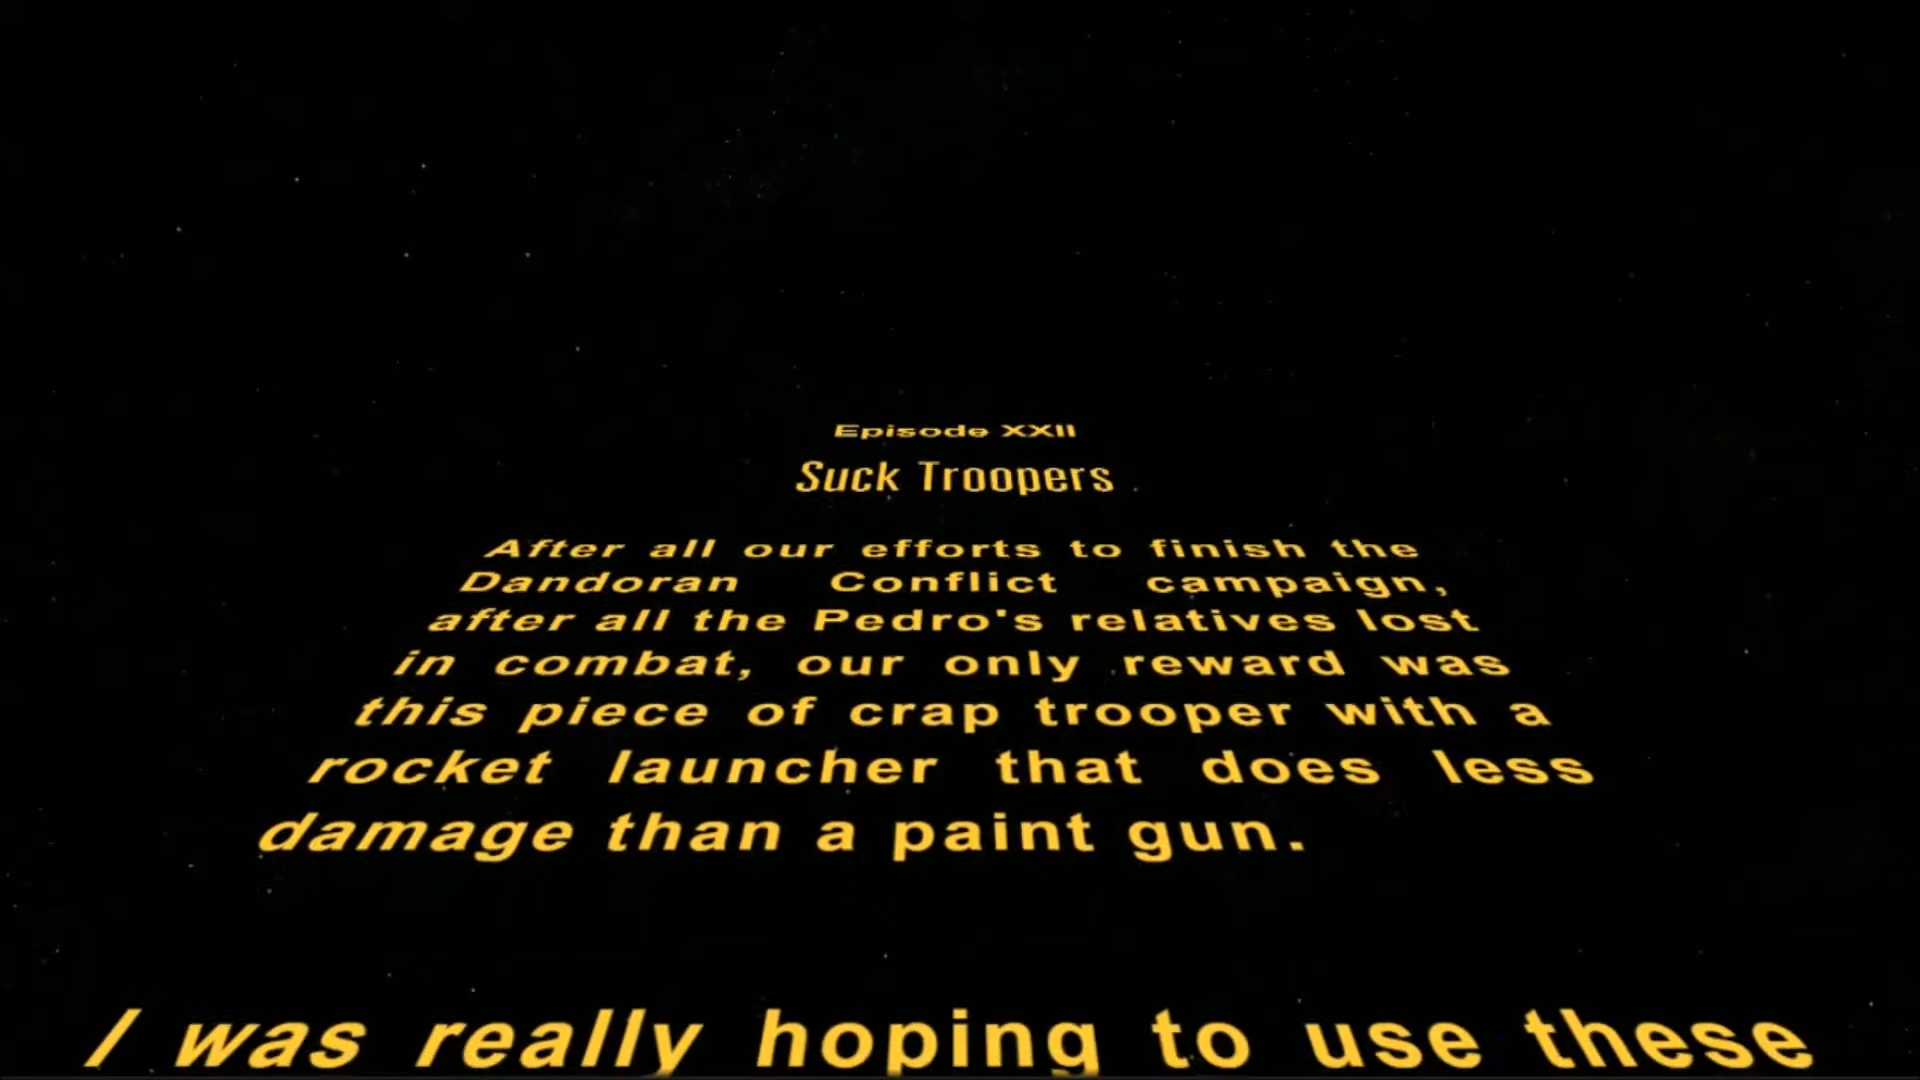 Episode XXII
Suck Troopers
After all our efforts to finish the
Dandoran Conflict campaign,
after all the Pedro's relatives lost
in combat, our only reward was
this piece of crap trooper with a
rocket launcher that does less
damage than a paint gun.
I was really hoping to use these